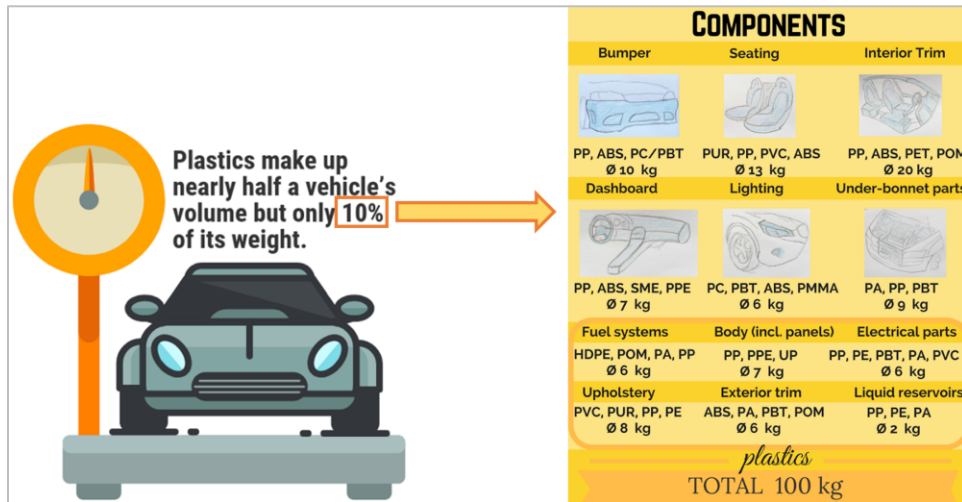 Plastics make up
nearly half a vehicle's
volume but only 10%
of its weight.
COMPONENTS
Bumper Seating Interior Trim
PP, ABS, PC/PBT PUR, PP, PVC, ABS PP, ABS, PET, POM
Ø 10 kg Ø 13 kg Ø 20 kg
Dashboard Lighting Under-bonnet parts
PP, ABS, SME, PPE PC, PBT, ABS, PMMA PA, PP, PBT
Ø 7 kg Ø 6 kg Ø 9 kg
Fuel systems Body (incl. panels) Electrical parts
HDPE, POM, PA, PP PP, PPE, UP PP, PE, PBT, PA, PVC
Ø 6 kg Ø 7 kg Ø 6 kg
Upholstery Exterior trim Liquid reservoirs
PVC, PUR, PP, PE ABS, PA, PBT, POM PP, PE, PA
Ø 8 kg Ø 6 kg Ø 2 kg
plastics
TOTAL 100 kg